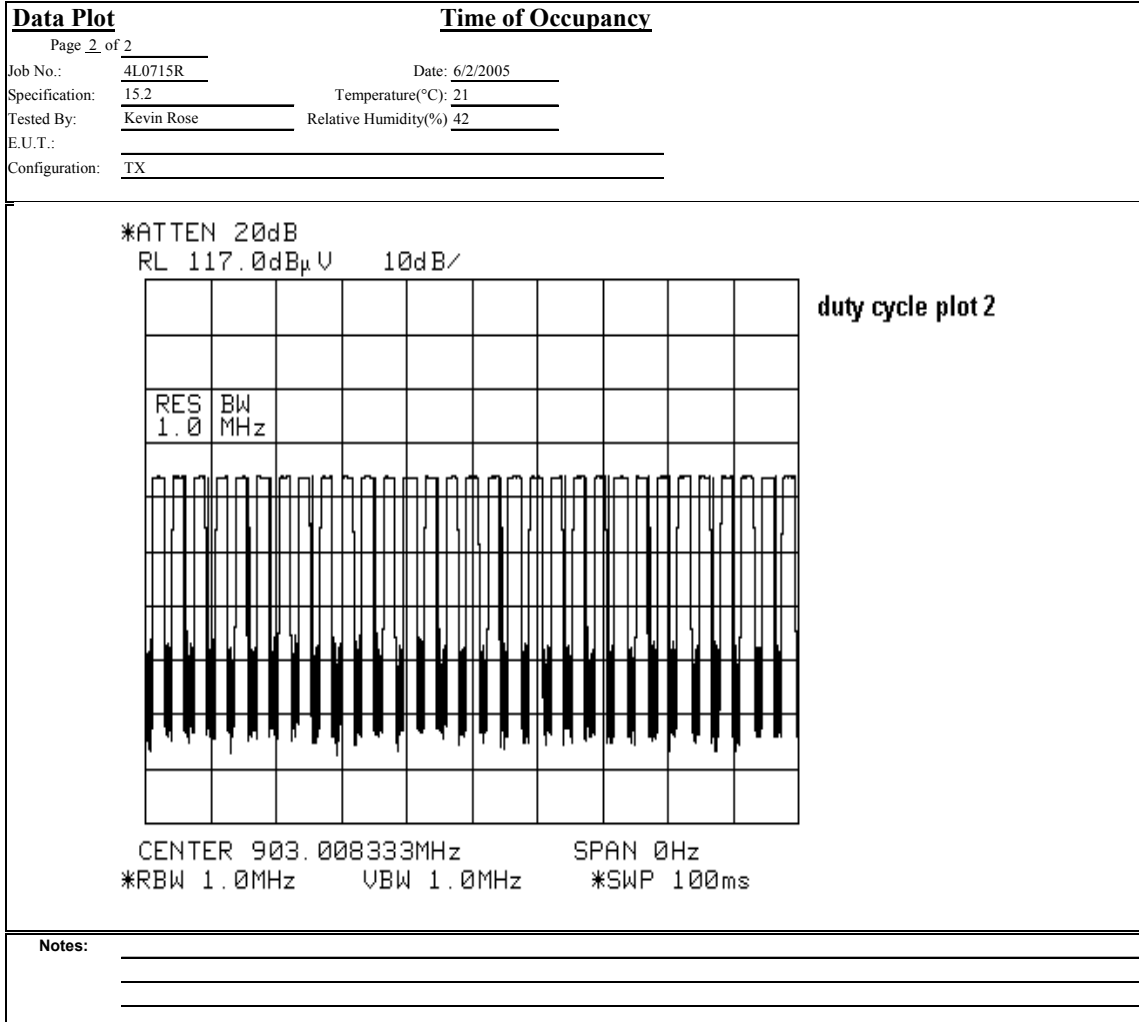 Data Plot Time of Occupancy
Page 2 of 2
Job No.: 4L0715R Date: 6/2/2005
Specification: 15.2 Temperature(°C): 21
Tested By: Kevin Rose Relative Humidity(%) 42
E.U.T.:
Configuration: TX
*ATTEN 20dB
RL 117.0dBµV 10dB/
duty cycle plot 2
RES BW
1.0 MHz
CENTER 903.008333MHz SPAN 0Hz
*RBW 1.0MHz VBW 1.0MHz *SWP 100ms
Notes: